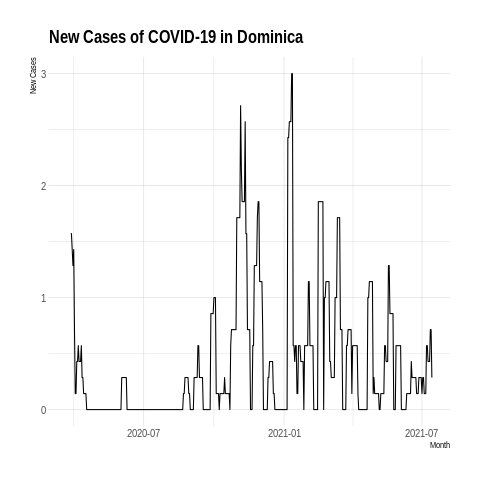 New Cases of COVID-19 in Dominica
New Cases
3
2
1
0
2020-07
2021-01
2021-07
Month